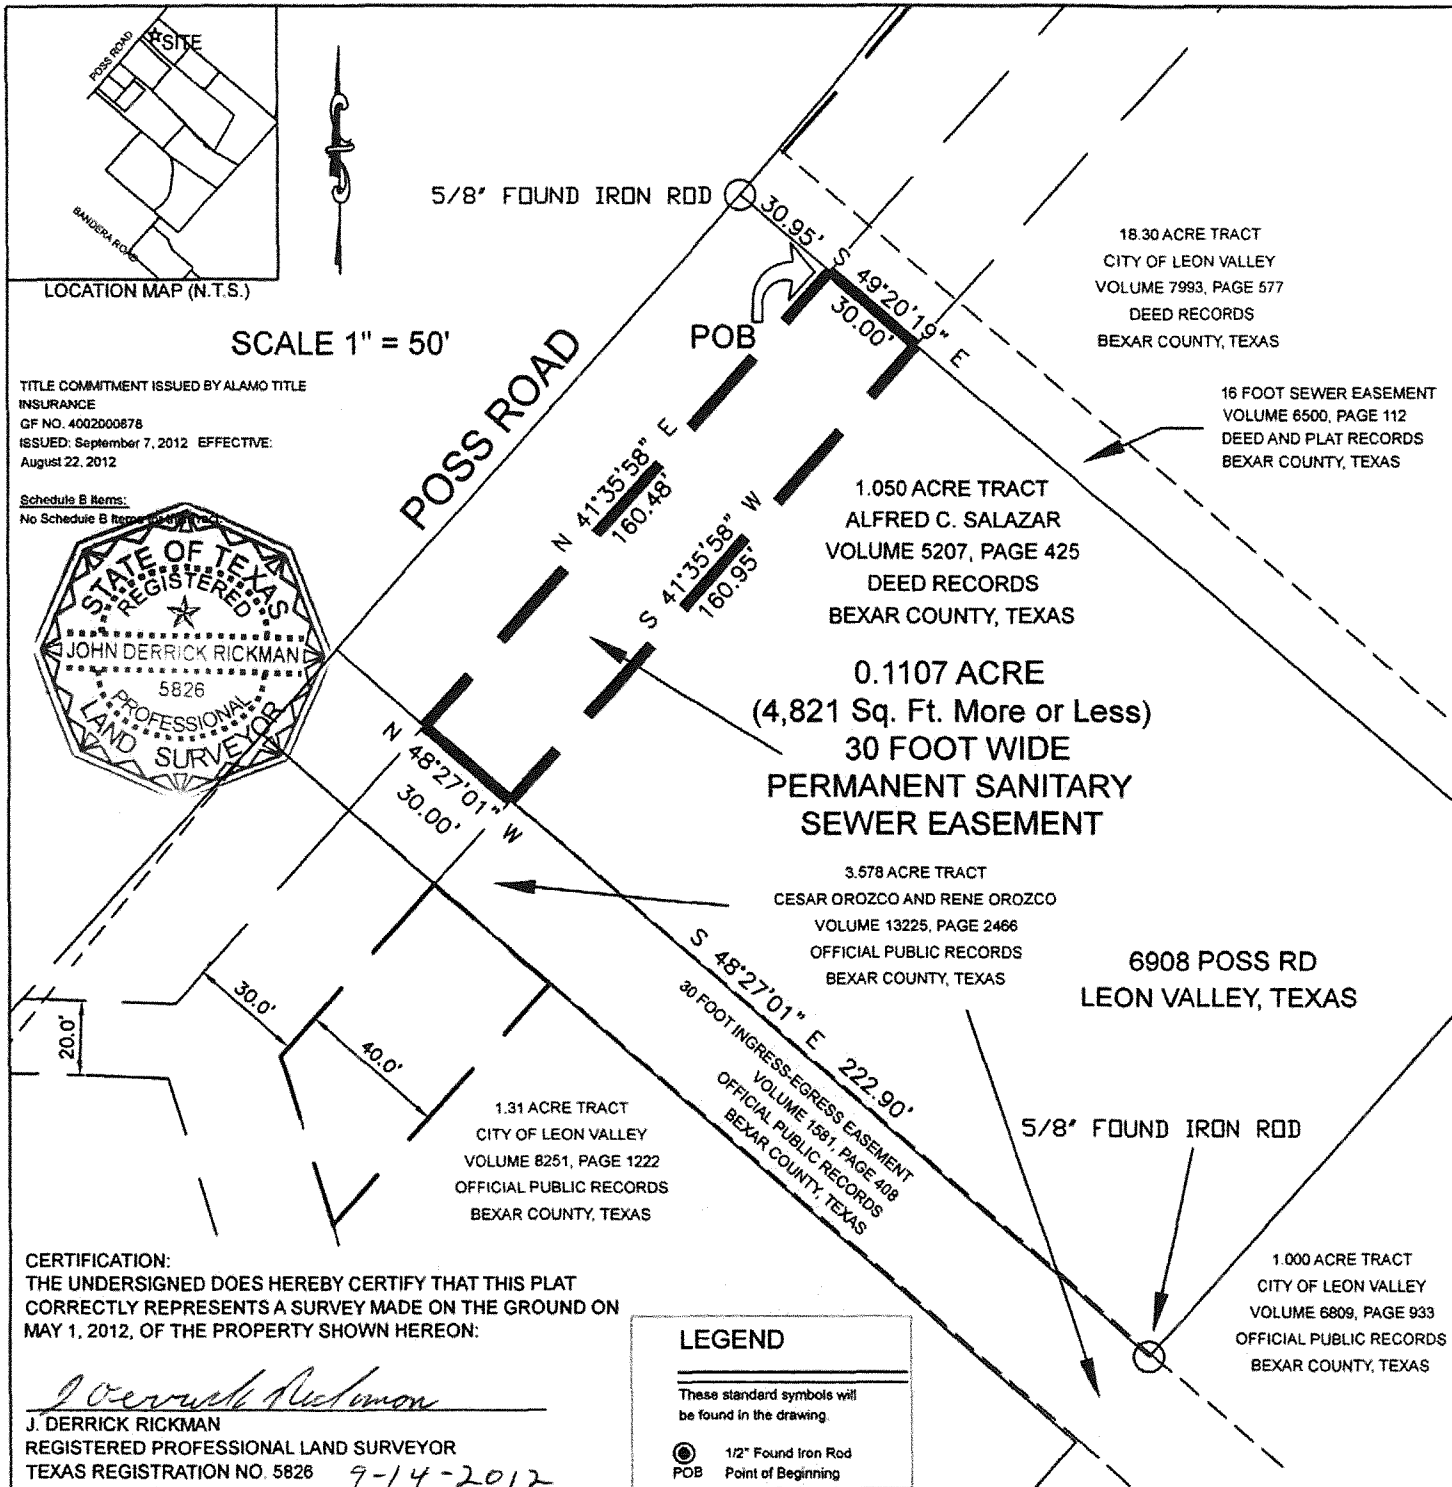 POSS ROAD
SITE
BANDERA ROAD
LOCATION MAP (N.T.S.)
SCALE 1" = 50'
TITLE COMMITMENT ISSUED BY ALAMO TITLE
INSURANCE
GF NO. 4002000678
ISSUED: September 7, 2012 EFFECTIVE:
August 22, 2012
Schedule B Items:
No Schedule B Items for this tract.
STATE OF TEXAS
REGISTERED
JOHN DERRICK RICKMAN
5826
PROFESSIONAL
LAND SURVEYOR
5/8" FOUND IRON ROD
30.95'
S 49°20'19" E
30.00'
POB
POSS ROAD
N 41°35'58" E
160.48'
S 41°35'58" W
160.95'
18.30 ACRE TRACT
CITY OF LEON VALLEY
VOLUME 7993, PAGE 577
DEED RECORDS
BEXAR COUNTY, TEXAS
16 FOOT SEWER EASEMENT
VOLUME 6500, PAGE 112
DEED AND PLAT RECORDS
BEXAR COUNTY, TEXAS
1.050 ACRE TRACT
ALFRED C. SALAZAR
VOLUME 5207, PAGE 425
DEED RECORDS
BEXAR COUNTY, TEXAS
0.1107 ACRE
(4,821 Sq. Ft. More or Less)
30 FOOT WIDE
PERMANENT SANITARY
SEWER EASEMENT
N 48°27'01" W
30.00'
3.578 ACRE TRACT
CESAR OROZCO AND RENE OROZCO
VOLUME 13225, PAGE 2466
OFFICIAL PUBLIC RECORDS
BEXAR COUNTY, TEXAS
6908 POSS RD
LEON VALLEY, TEXAS
S 48°27'01" E 222.90'
30 FOOT INGRESS-EGRESS EASEMENT
VOLUME 1581, PAGE 408
OFFICIAL PUBLIC RECORDS
BEXAR COUNTY, TEXAS
30.0'
20.0'
40.0'
1.31 ACRE TRACT
CITY OF LEON VALLEY
VOLUME 8251, PAGE 1222
OFFICIAL PUBLIC RECORDS
BEXAR COUNTY, TEXAS
5/8" FOUND IRON ROD
1.000 ACRE TRACT
CITY OF LEON VALLEY
VOLUME 6809, PAGE 933
OFFICIAL PUBLIC RECORDS
BEXAR COUNTY, TEXAS
CERTIFICATION:
THE UNDERSIGNED DOES HEREBY CERTIFY THAT THIS PLAT
CORRECTLY REPRESENTS A SURVEY MADE ON THE GROUND ON
MAY 1, 2012, OF THE PROPERTY SHOWN HEREON:
J Derrick Rickman
J. DERRICK RICKMAN
REGISTERED PROFESSIONAL LAND SURVEYOR
TEXAS REGISTRATION NO. 5826 9-14-2012
LEGEND
These standard symbols will
be found in the drawing.
1/2" Found Iron Rod
POB Point of Beginning